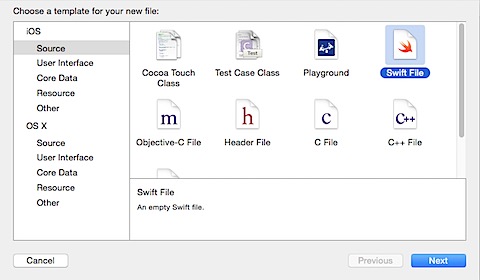 Choose a template for your new file:
iOS
Source
User Interface
Core Data
Resource
Other
OS X
Source
User Interface
Core Data
Resource
Other
Cocoa Touch
Class
Test
Test Case Class
Playground
Swift File
m
Objective-C File
h
Header File
c
C File
C++
C++ File
Swift File
An empty Swift file.
Cancel
Previous
Next